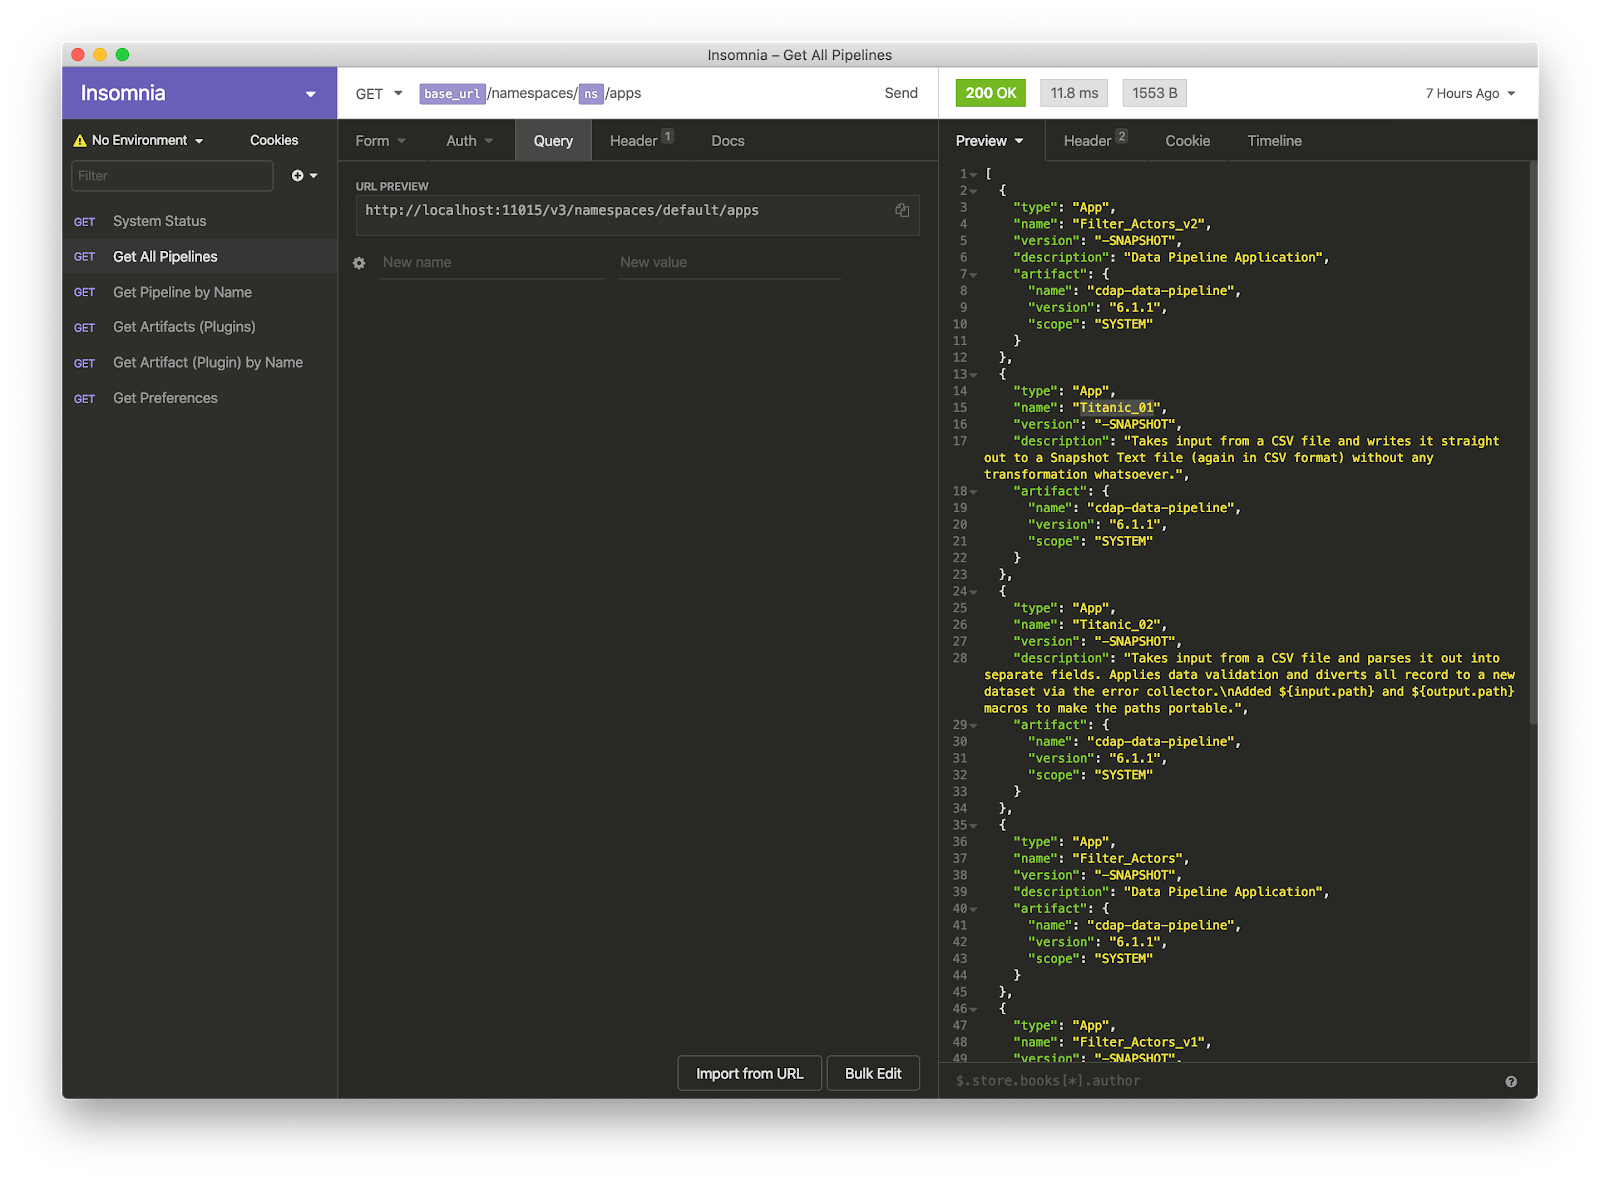 Insomnia – Get All Pipelines
Insomnia
GET base_url/namespaces/ns/apps Send
200 OK 11.8 ms 1553 B 7 Hours Ago
No Environment Cookies
Filter
GET System Status
GET Get All Pipelines
GET Get Pipeline by Name
GET Get Artifacts (Plugins)
GET Get Artifact (Plugin) by Name
GET Get Preferences
Form Auth Query Header 1 Docs
URL PREVIEW
http://localhost:11015/v3/namespaces/default/apps
New name New value
Import from URL Bulk Edit
Preview Header 2 Cookie Timeline
1 [
2 {
3 "type": "App",
4 "name": "Filter_Actors_v2",
5 "version": "-SNAPSHOT",
6 "description": "Data Pipeline Application",
7 "artifact": {
8 "name": "cdap-data-pipeline",
9 "version": "6.1.1",
10 "scope": "SYSTEM"
11 }
12 },
13 {
14 "type": "App",
15 "name": "Titanic_01",
16 "version": "-SNAPSHOT",
17 "description": "Takes input from a CSV file and writes it straight
out to a Snapshot Text file (again in CSV format) without any
transformation whatsoever.",
18 "artifact": {
19 "name": "cdap-data-pipeline",
20 "version": "6.1.1",
21 "scope": "SYSTEM"
22 }
23 },
24 {
25 "type": "App",
26 "name": "Titanic_02",
27 "version": "-SNAPSHOT",
28 "description": "Takes input from a CSV file and parses it out into
separate fields. Applies data validation and diverts all record to a new
dataset via the error collector.\nAdded ${input.path} and ${output.path}
macros to make the paths portable.",
29 "artifact": {
30 "name": "cdap-data-pipeline",
31 "version": "6.1.1",
32 "scope": "SYSTEM"
33 }
34 },
35 {
36 "type": "App",
37 "name": "Filter_Actors",
38 "version": "-SNAPSHOT",
39 "description": "Data Pipeline Application",
40 "artifact": {
41 "name": "cdap-data-pipeline",
42 "version": "6.1.1",
43 "scope": "SYSTEM"
44 }
45 },
46 {
47 "type": "App",
48 "name": "Filter_Actors_v1",
49 "version": "-SNAPSHOT",
$.store.books[*].author